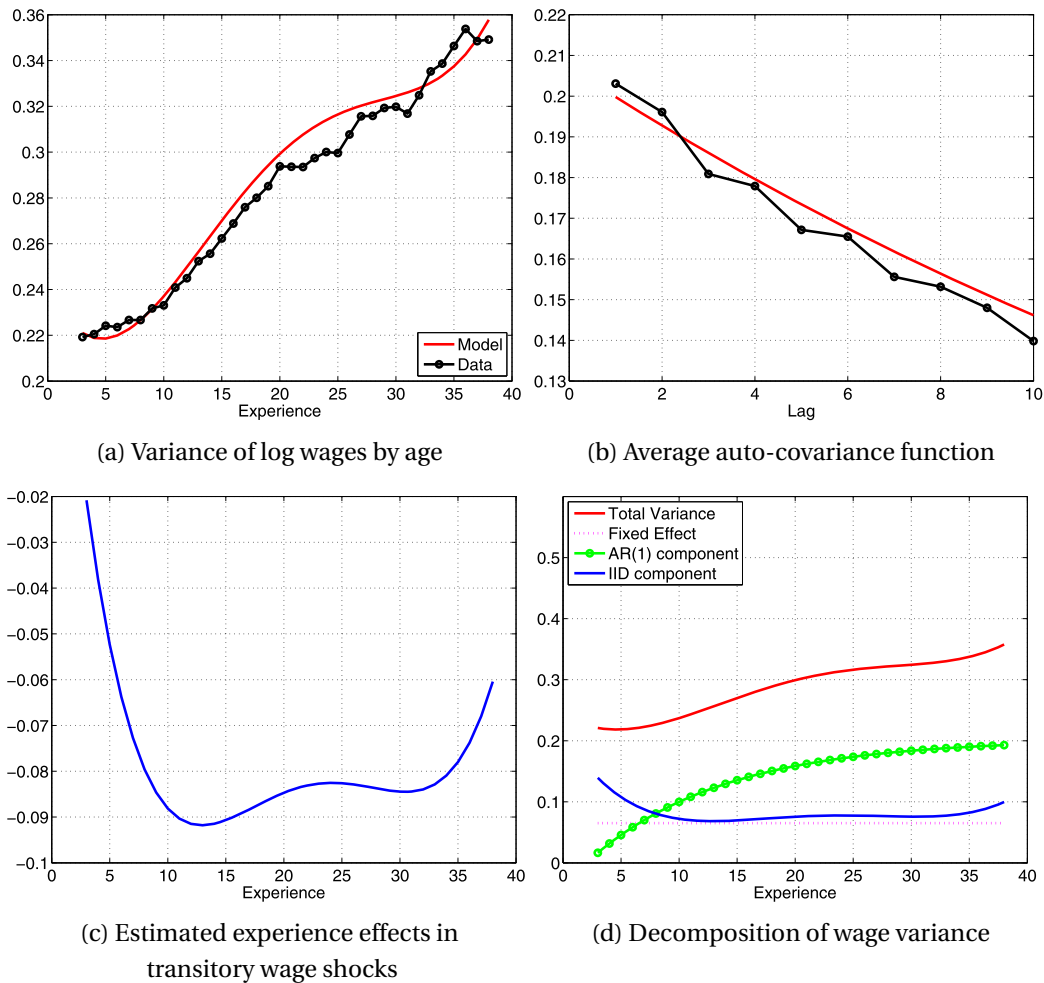 0.36
0.34
0.32
0.3
0.28
0.26
0.24
0.22
0.2
0 5 10 15 20 25 30 35 40
Experience
Model
Data
(a) Variance of log wages by age
0.22
0.21
0.2
0.19
0.18
0.17
0.16
0.15
0.14
0.13
0 2 4 6 8 10
Lag
(b) Average auto-covariance function
−0.02
−0.03
−0.04
−0.05
−0.06
−0.07
−0.08
−0.09
−0.1
0 5 10 15 20 25 30 35 40
Experience
(c) Estimated experience effects in
transitory wage shocks
Total Variance
Fixed Effect
AR(1) component
IID component
0.5
0.4
0.3
0.2
0.1
0
0 5 10 15 20 25 30 35 40
Experience
(d) Decomposition of wage variance